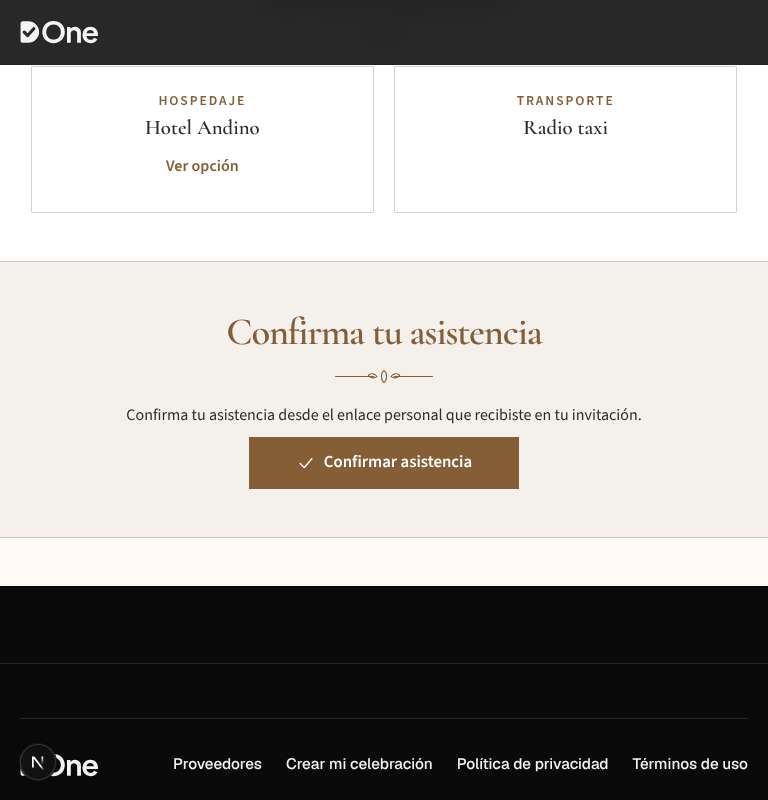 One
HOSPEDAJE
Hotel Andino
Ver opción
TRANSPORTE
Radio taxi
Confirma tu asistencia
Confirma tu asistencia desde el enlace personal que recibiste en tu invitación.
Confirmar asistencia
N
One
Proveedores
Crear mi celebración
Política de privacidad
Términos de uso